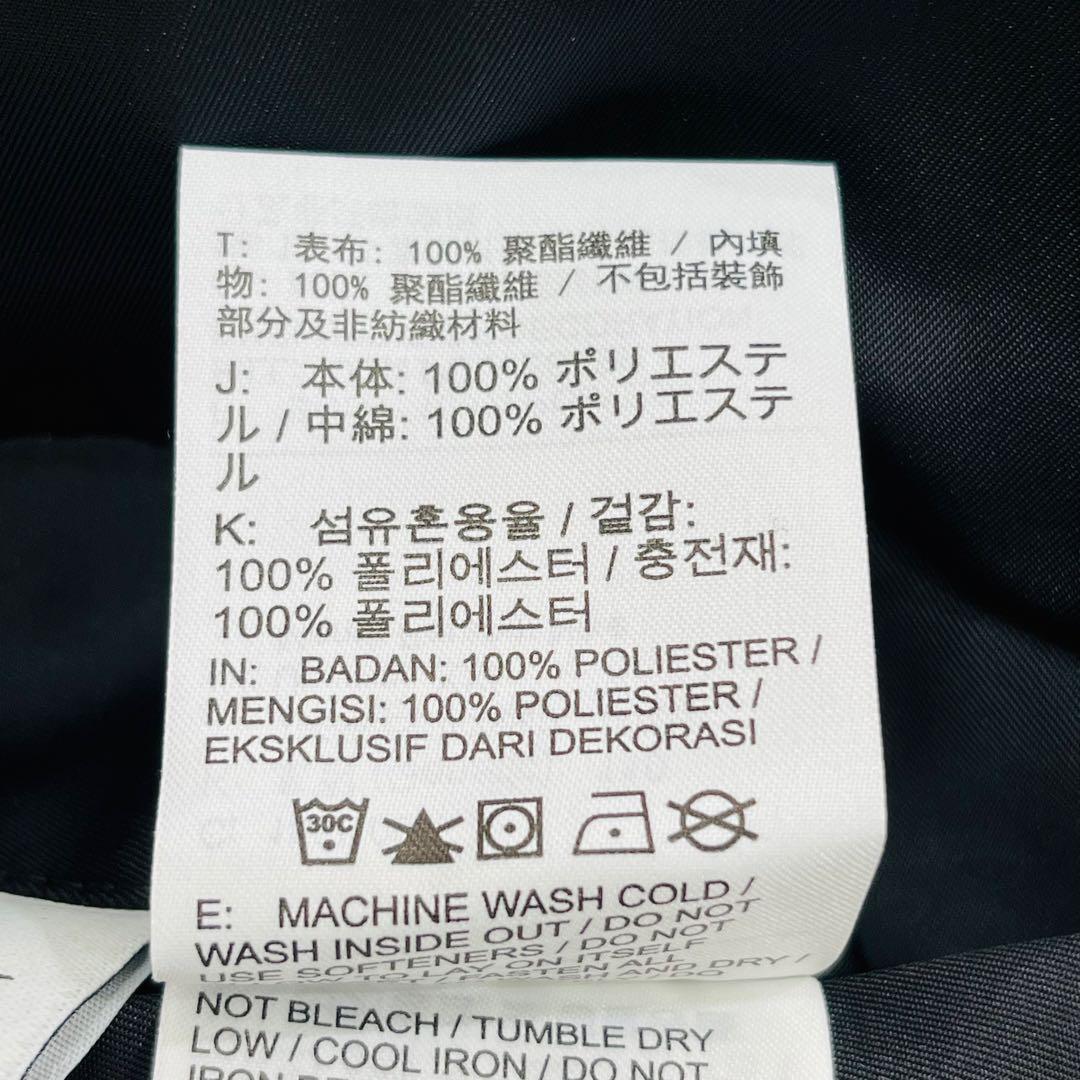 T: 表布: 100% 聚酯纖維 / 內填
物: 100% 聚酯纖維 / 不包括裝飾
部分及非紡織材料
J: 本体: 100% ポリエステ
ル / 中綿: 100% ポリエステ
ル
K: 섬유혼용율 / 겉감:
100% 폴리에스터 / 충전재:
100% 폴리에스터
IN: BADAN: 100% POLIESTER /
MENGISI: 100% POLIESTER /
EKSKLUSIF DARI DEKORASI
30C
E: MACHINE WASH COLD /
WASH INSIDE OUT / DO NOT
USE SOFTENERS / DO NOT
TO LAY ON ITSELF
NOT BLEACH / TUMBLE DRY
LOW / COOL IRON / DO NOT
IRON